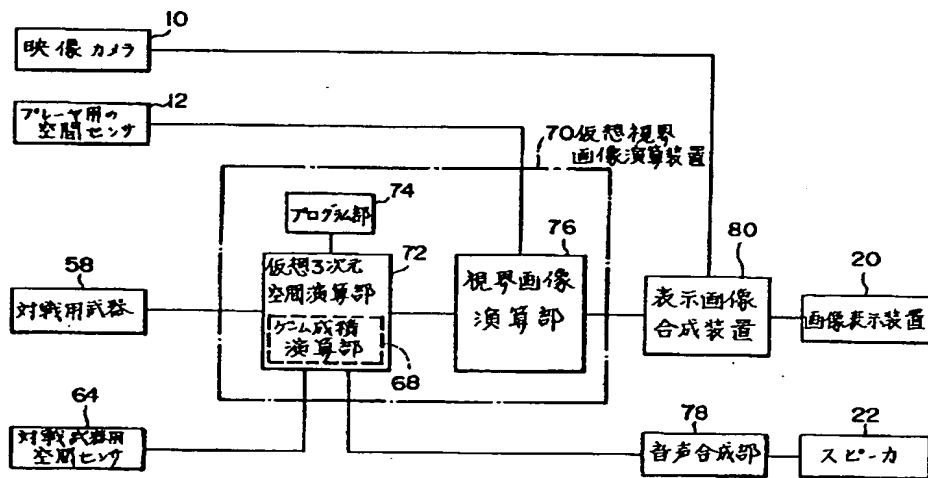 10
映像カメラ
12
プレーヤ用の
空間センサ
70 仮想視界
画像演算装置
74
プログラム部
72
仮想3次元
空間演算部
ゲーム成積
演算部
68
76
視界画像
演算部
80
表示画像
合成装置
20
画像表示装置
58
対戦用武器
64
対戦武器用
空間センサ
78
音声合成部
22
スピーカ